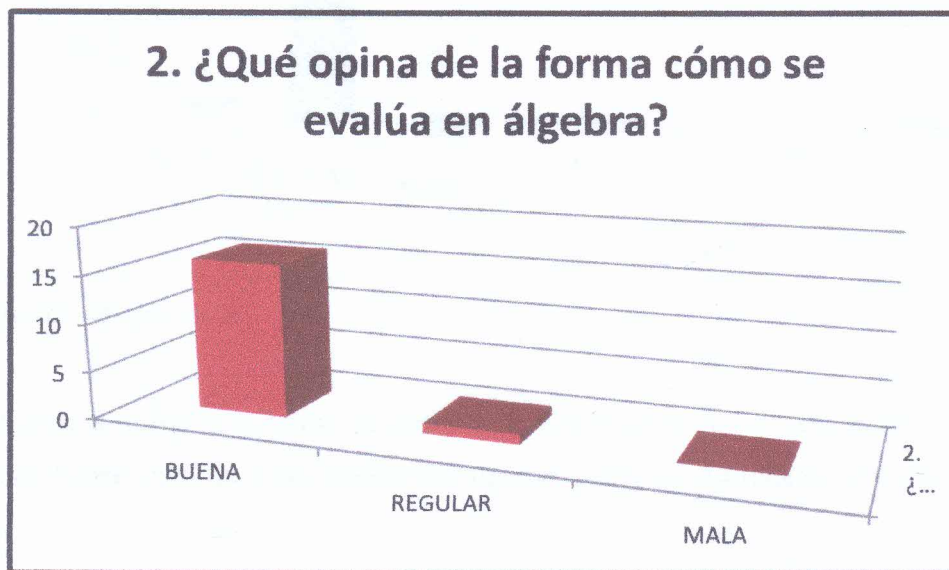 2. ¿Qué opina de la forma cómo se
evalúa en álgebra?
20
15
10
5
0
BUENA
REGULAR
MALA
2.
¿...